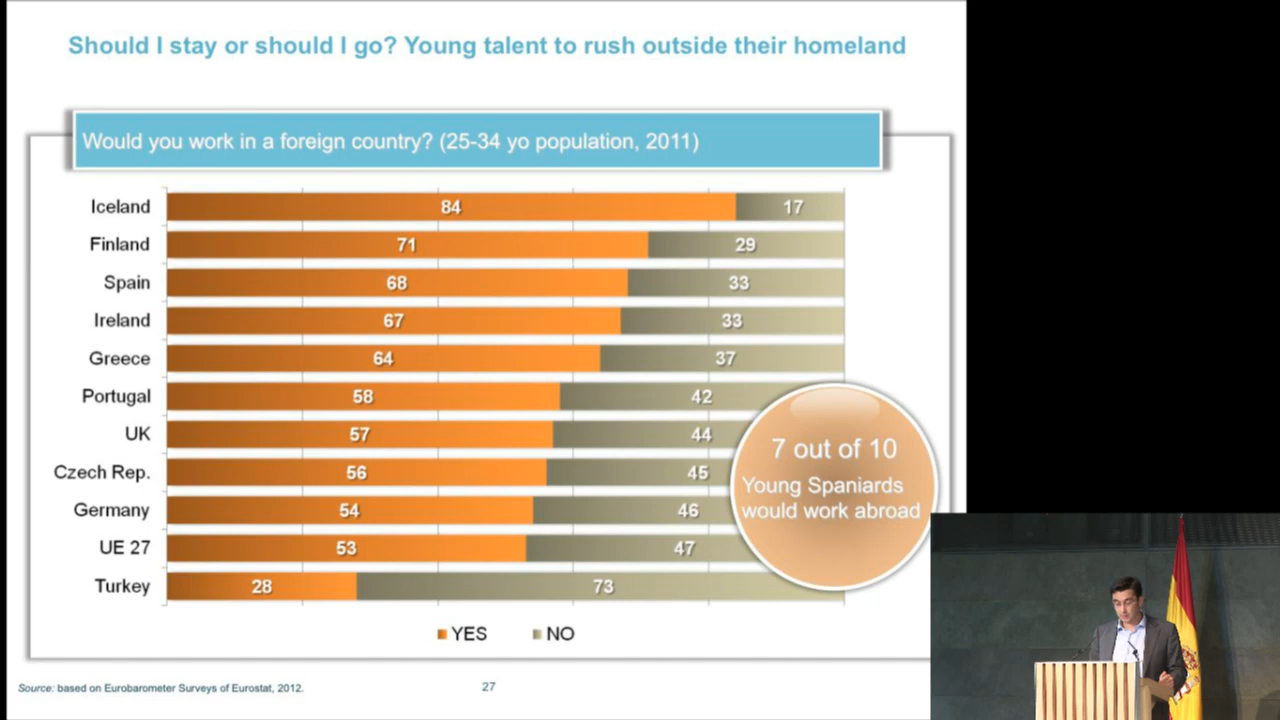 Should I stay or should I go? Young talent to rush outside their homeland
Would you work in a foreign country? (25-34 yo population, 2011)
Iceland 84 17
Finland 71 29
Spain 68 33
Ireland 67 33
Greece 64 37
Portugal 58 42
UK 57 44
Czech Rep. 56 45
Germany 54 46
UE 27 53 47
Turkey 28 73
7 out of 10
Young Spaniards
would work abroad
YES NO
Source: based on Eurobarometer Surveys of Eurostat, 2012.
27